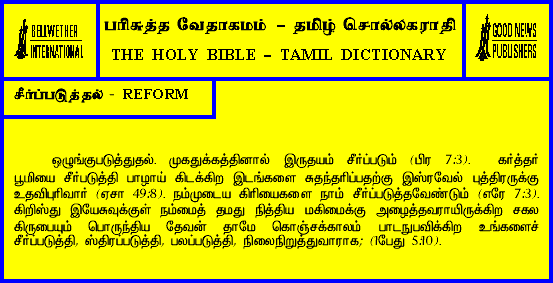 BELLWETHER
INTERNATIONAL
பரிசுத்த வேதாகமம் – தமிழ் சொல்லகராதி
THE HOLY BIBLE – TAMIL DICTIONARY
GOOD NEWS
PUBLISHERS
சீர்ப்படுத்தல் - REFORM
ஒழுங்குபடுத்துதல். முகதுக்கத்தினால் இருதயம் சீர்ப்படும் (பிர 7:3). கர்த்தர்
பூமியை சீர்படுத்தி பாழாய் கிடக்கிற இடங்களை சுதந்தரிப்பதற்கு இஸ்ரவேல் புத்திரருக்கு
உதவிபுரிவார் (ஏசா 49:8). நம்முடைய கிரியைகளை நாம் சீர்ப்படுத்தவேண்டும் (எரே 7:3).
கிறிஸ்து இயேசுவுக்குள் நம்மைத் தமது நித்திய மகிமைக்கு அழைத்தவராயிருக்கிற சகல
கிருபையும் பொருந்திய தேவன் தாமே கொஞ்சக்காலம் பாடநுபவிக்கிற உங்களைச்
சீர்ப்படுத்தி, ஸ்திரப்படுத்தி, பலப்படுத்தி, நிலைநிறுத்துவாராக; (1பேது 5:10).